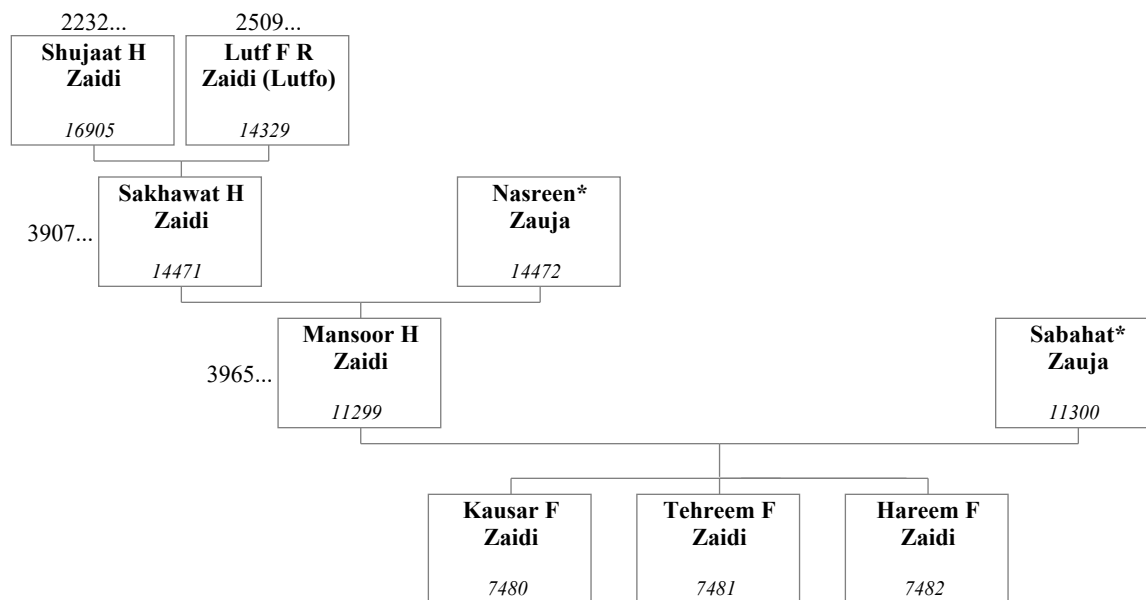 2232...
2509...
Shujaat H
Zaidi
16905
Lutf F R
Zaidi (Lutfo)
14329
3907...
Sakhawat H
Zaidi
14471
Nasreen*
Zauja
14472
3965...
Mansoor H
Zaidi
11299
Sabahat*
Zauja
11300
Kausar F
Zaidi
7480
Tehreem F
Zaidi
7481
Hareem F
Zaidi
7482